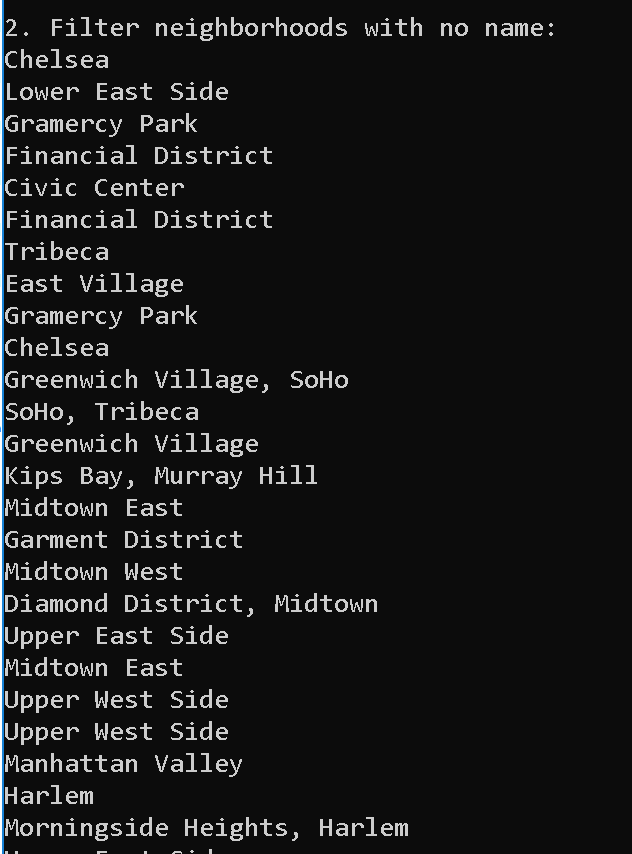 2. Filter neighborhoods with no name:
Chelsea
Lower East Side
Gramercy Park
Financial District
Civic Center
Financial District
Tribeca
East Village
Gramercy Park
Chelsea
Greenwich Village, SoHo
SoHo, Tribeca
Greenwich Village
Kips Bay, Murray Hill
Midtown East
Garment District
Midtown West
Diamond District, Midtown
Upper East Side
Midtown East
Upper West Side
Upper West Side
Manhattan Valley
Harlem
Morningside Heights, Harlem
Upper East Side